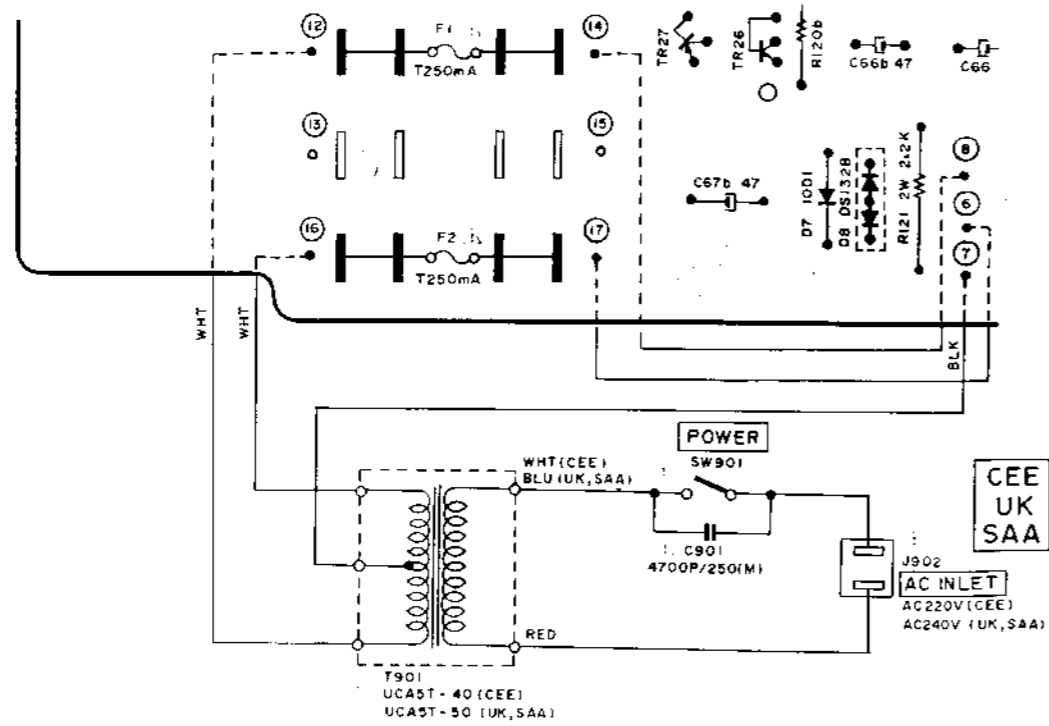 12
F1
14
T250mA
TR27
TR26
R120b
C66b 47
C66
13
15
C67b 47
D7 10D1
D8 DS132B
R121 2W 2.2K
8
6
7
16
F2
17
T250mA
WHT
WHT
BLK
POWER
SW901
WHT(CEE)
BLU(UK,SAA)
CEE
UK
SAA
C901
4700P/250(M)
J902
AC INLET
AC220V(CEE)
AC240V (UK,SAA)
RED
T901
UCA5T-40(CEE)
UCA5T-50 (UK,SAA)